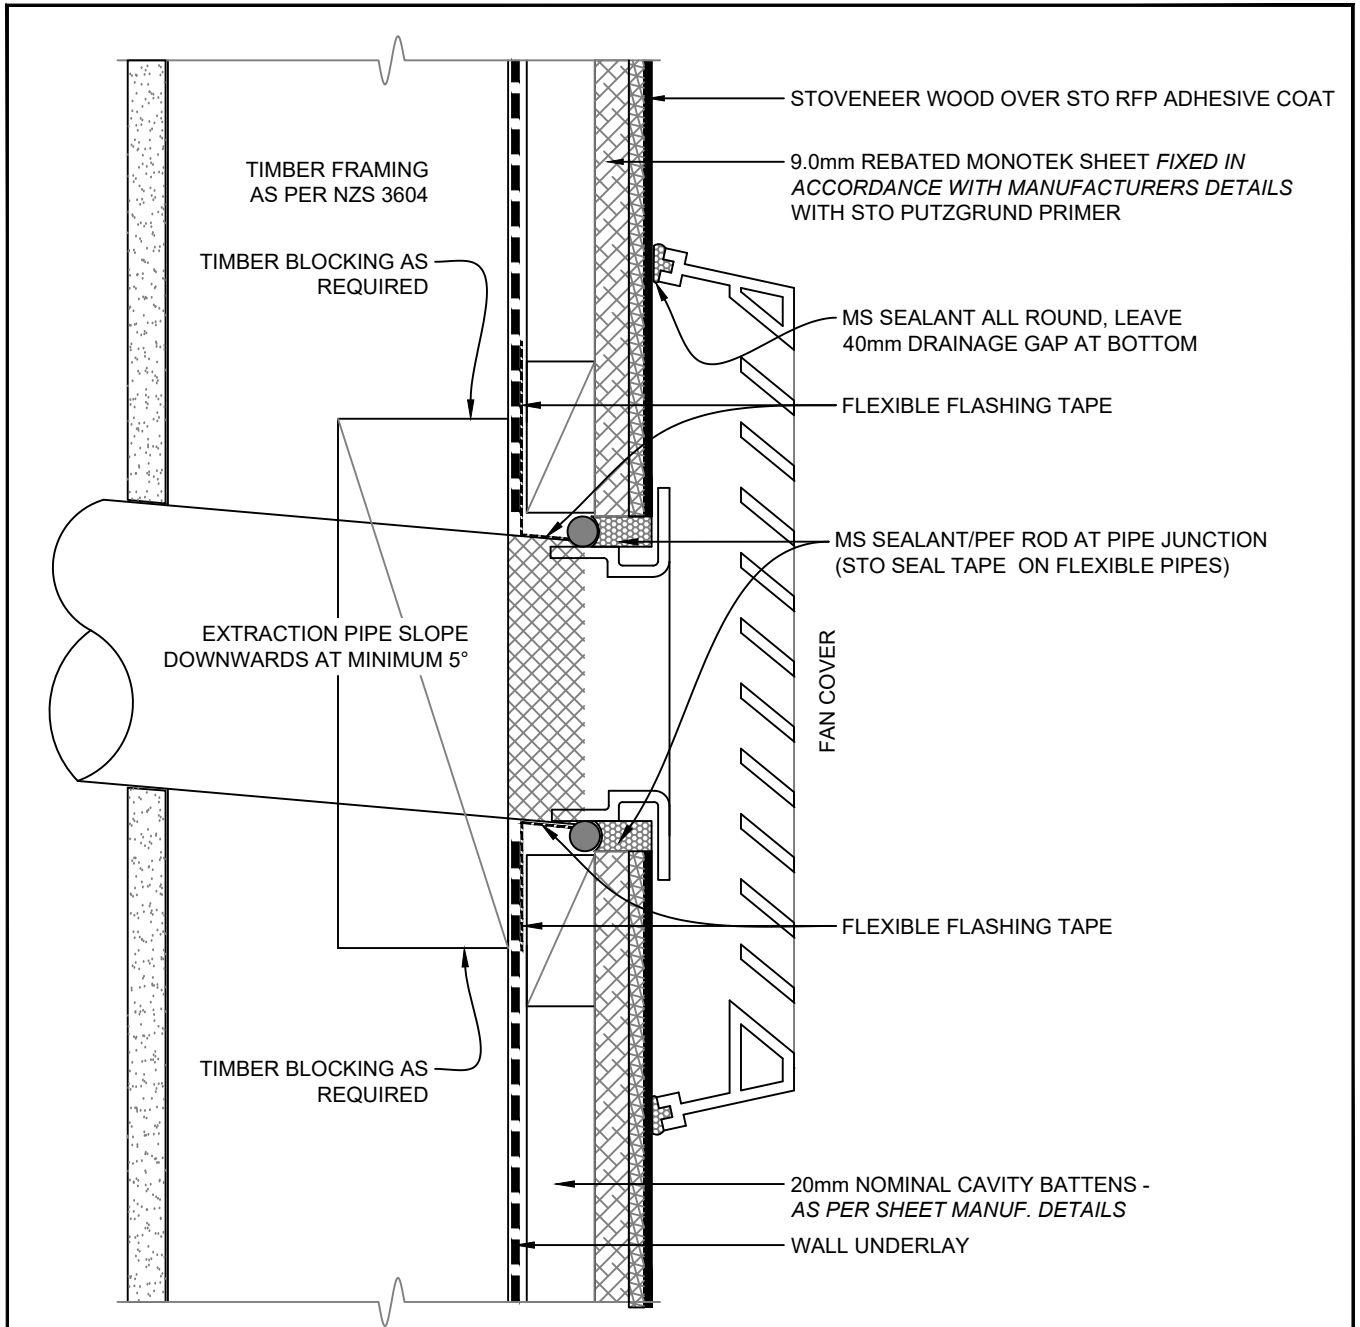 STOVENEER WOOD OVER STO RFP ADHESIVE COAT
9.0mm REBATED MONOTEK SHEET FIXED IN
ACCORDANCE WITH MANUFACTURERS DETAILS
WITH STO PUTZGRUND PRIMER
TIMBER FRAMING
AS PER NZS 3604
TIMBER BLOCKING AS
REQUIRED
MS SEALANT ALL ROUND, LEAVE
40mm DRAINAGE GAP AT BOTTOM
FLEXIBLE FLASHING TAPE
MS SEALANT/PEF ROD AT PIPE JUNCTION
(STO SEAL TAPE ON FLEXIBLE PIPES)
EXTRACTION PIPE SLOPE
DOWNWARDS AT MINIMUM 5°
FAN COVER
FLEXIBLE FLASHING TAPE
TIMBER BLOCKING AS
REQUIRED
20mm NOMINAL CAVITY BATTENS -
AS PER SHEET MANUF. DETAILS
WALL UNDERLAY